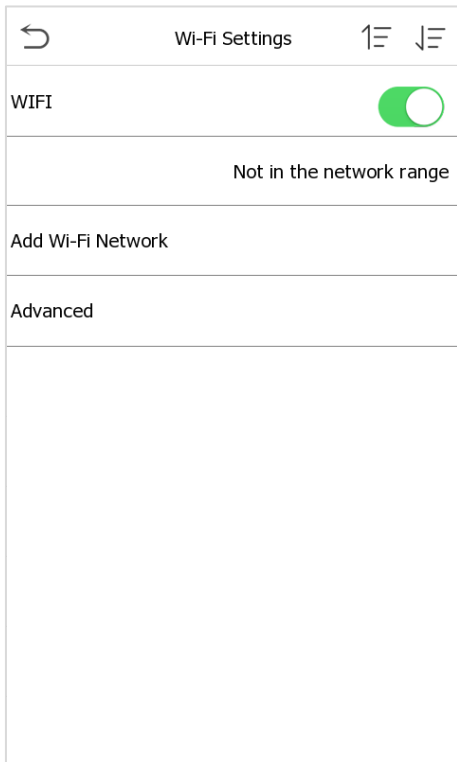 Wi-Fi Settings
WIFI
Not in the network range
Add Wi-Fi Network
Advanced